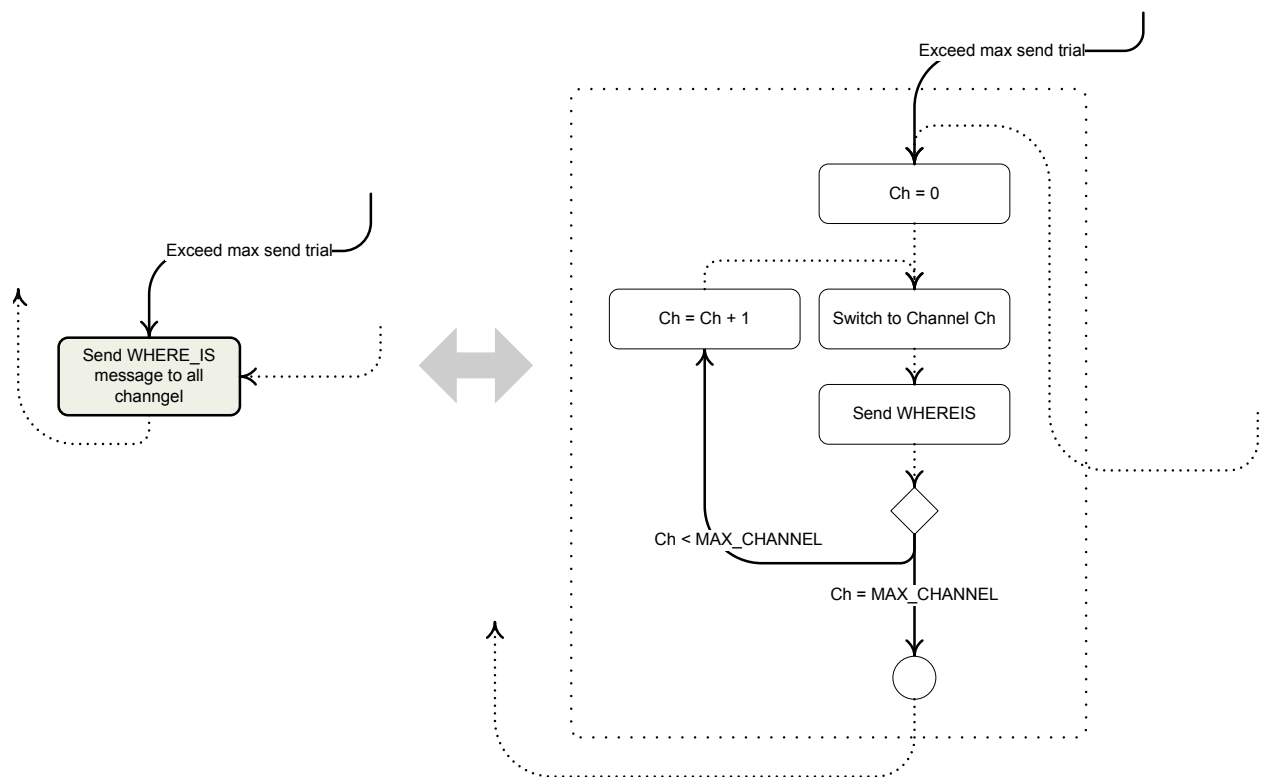 Exceed max send trial
Send WHERE_IS
message to all
channgel
Exceed max send trial
Ch = 0
Ch = Ch + 1
Switch to Channel Ch
Send WHEREIS
Ch < MAX_CHANNEL
Ch = MAX_CHANNEL